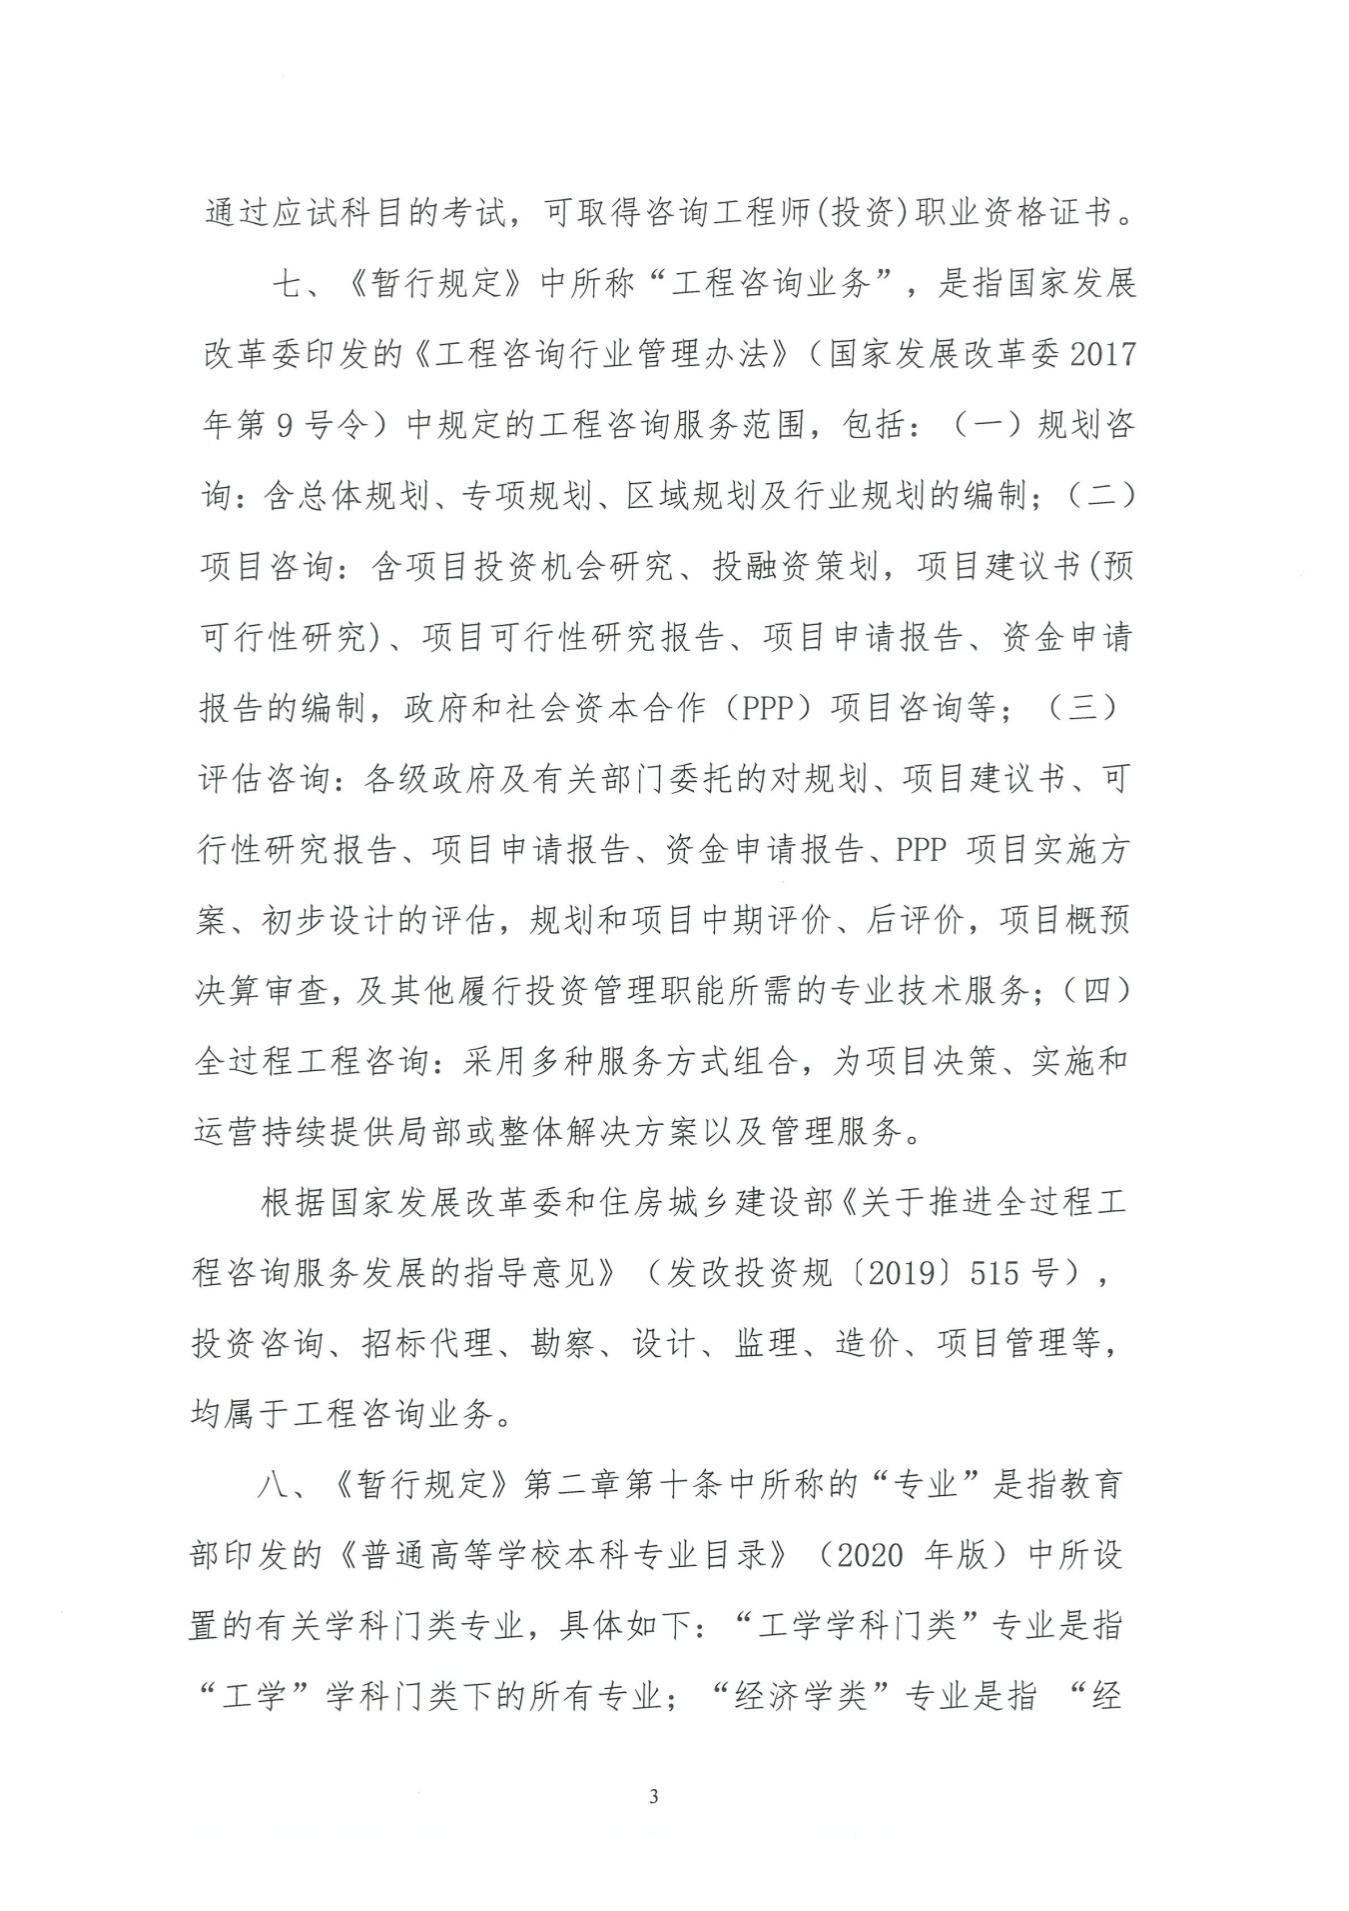 通过应试科目的考试，可取得咨询工程师(投资)职业资格证书。
七、《暂行规定》中所称“工程咨询业务”，是指国家发展
改革委印发的《工程咨询行业管理办法》（国家发展改革委 2017
年第 9 号令）中规定的工程咨询服务范围，包括：（一）规划咨
询：含总体规划、专项规划、区域规划及行业规划的编制；（二）
项目咨询：含项目投资机会研究、投融资策划，项目建议书(预
可行性研究)、项目可行性研究报告、项目申请报告、资金申请
报告的编制，政府和社会资本合作（PPP）项目咨询等；（三）
评估咨询：各级政府及有关部门委托的对规划、项目建议书、可
行性研究报告、项目申请报告、资金申请报告、PPP 项目实施方
案、初步设计的评估，规划和项目中期评价、后评价，项目概预
决算审查，及其他履行投资管理职能所需的专业技术服务；（四）
全过程工程咨询：采用多种服务方式组合，为项目决策、实施和
运营持续提供局部或整体解决方案以及管理服务。
根据国家发展改革委和住房城乡建设部《关于推进全过程工
程咨询服务发展的指导意见》（发改投资规〔2019〕515 号），
投资咨询、招标代理、勘察、设计、监理、造价、项目管理等，
均属于工程咨询业务。
八、《暂行规定》第二章第十条中所称的“专业”是指教育
部印发的《普通高等学校本科专业目录》（2020 年版）中所设
置的有关学科门类专业，具体如下：“工学学科门类”专业是指
“工学”学科门类下的所有专业；“经济学类”专业是指 “经
3